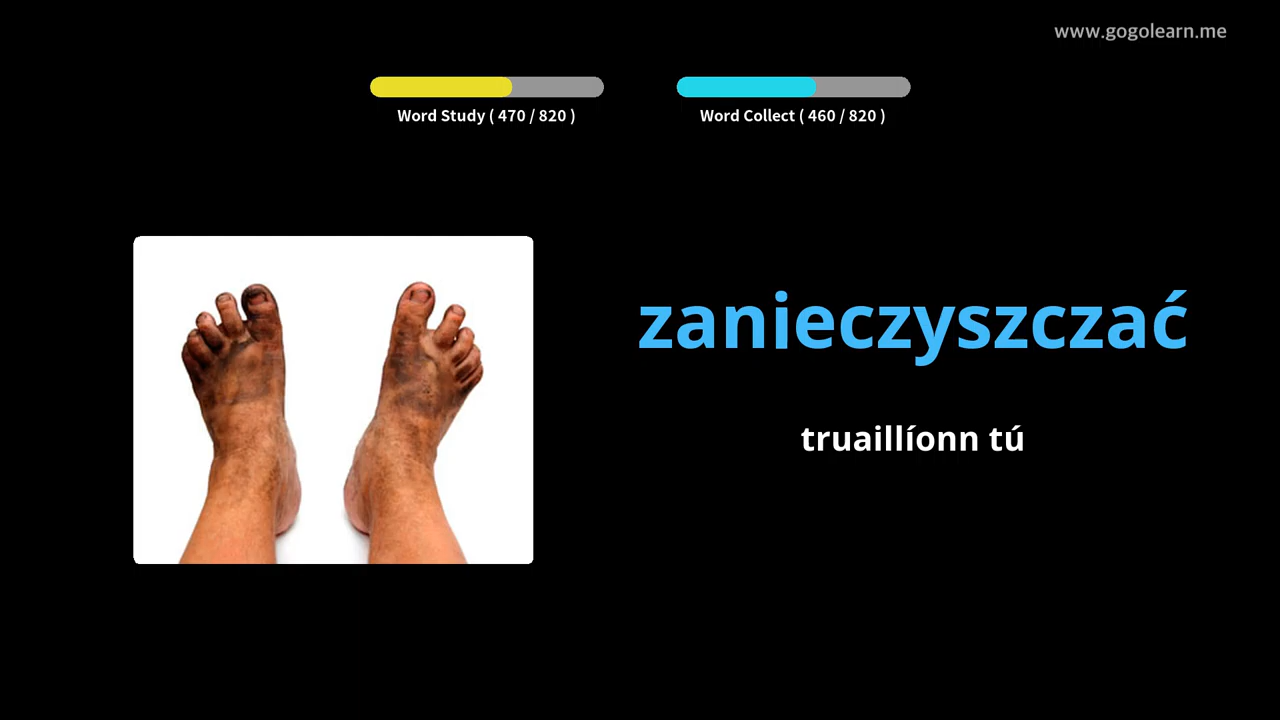 www.gogolearn.me
Word Study ( 470 / 820 )
Word Collect ( 460 / 820 )
zanieczyszczać
truaillíonn tú